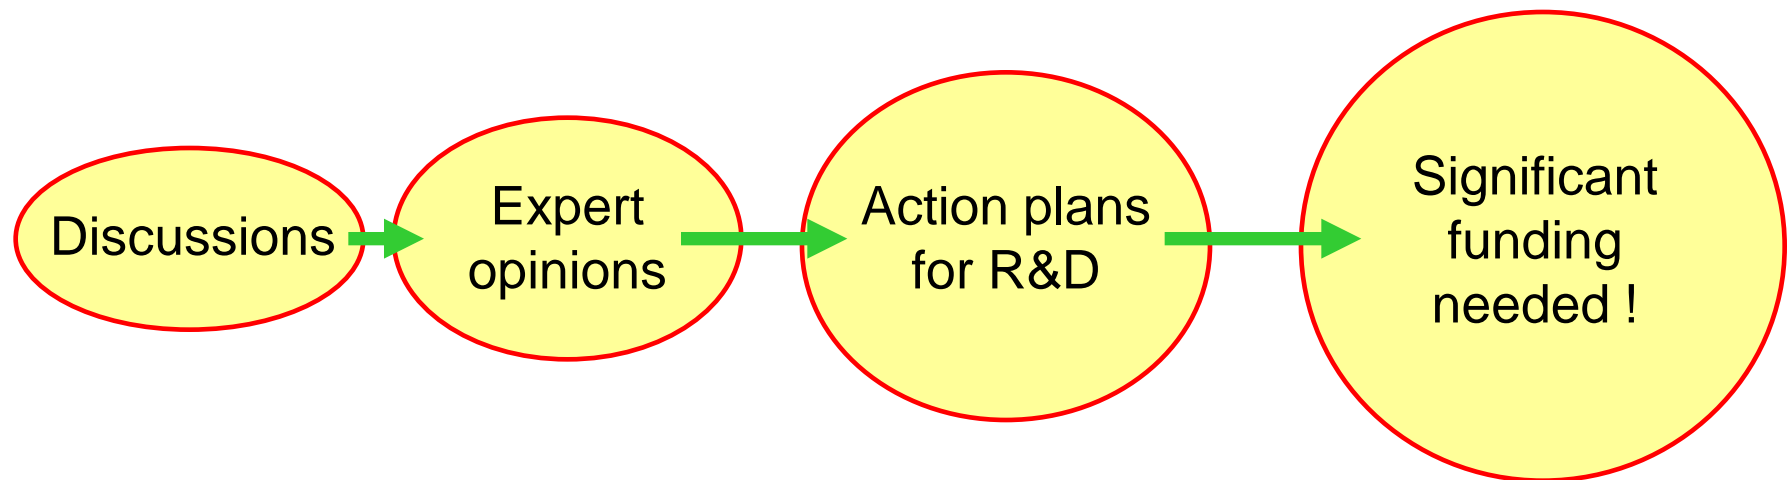 Discussions
Expert
opinions
Action plans
for R&D
Significant
funding
needed !